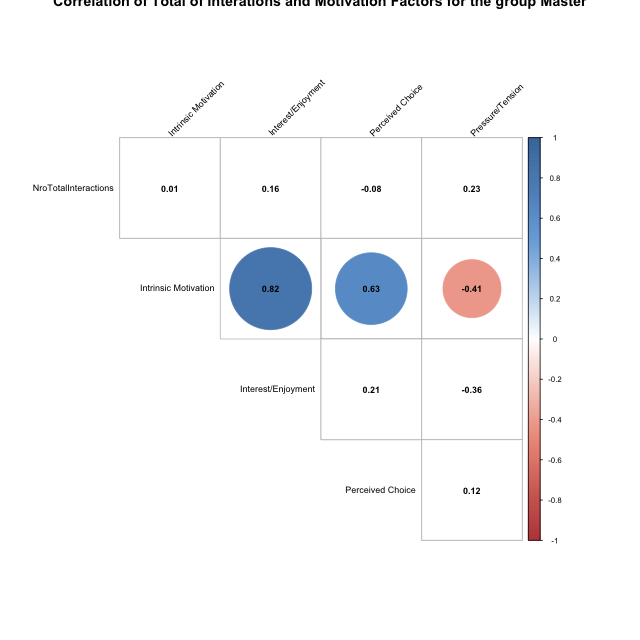 Correlation of Total of Interations and Motivation Factors for the group Master
Intrinsic Motivation
Interest/Enjoyment
Perceived Choice
Pressure/Tension
NroTotalInteractions 0.01 0.16 -0.08 0.23
Intrinsic Motivation 0.82 0.63 -0.41
Interest/Enjoyment 0.21 -0.36
Perceived Choice 0.12
1
0.8
0.6
0.4
0.2
0
-0.2
-0.4
-0.6
-0.8
-1